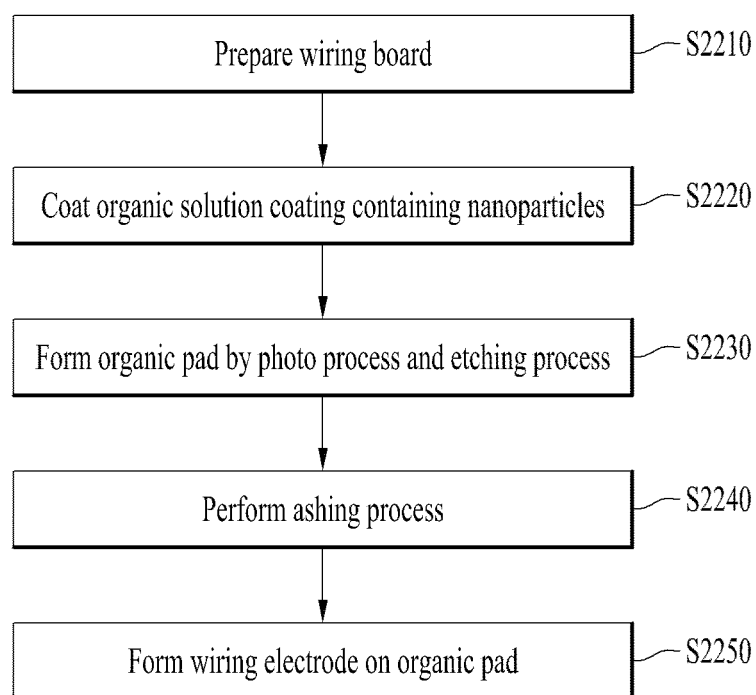 Prepare wiring board
S2210
Coat organic solution coating containing nanoparticles
S2220
Form organic pad by photo process and etching process
S2230
Perform ashing process
S2240
Form wiring electrode on organic pad
S2250